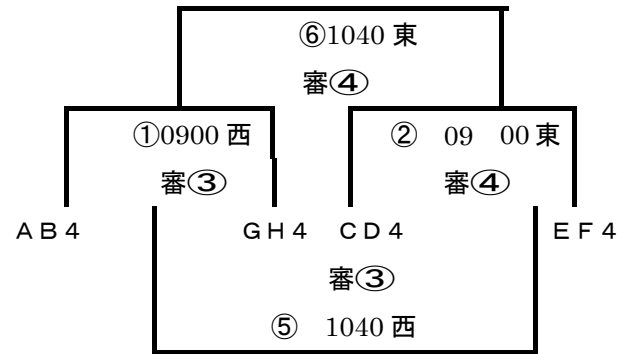 ⑥1040 東
審④
①0900 西
② 09 00 東
審③
審④
ＡＢ４
ＧＨ４
ＣＤ４
ＥＦ４
審③
⑤ 1040 西